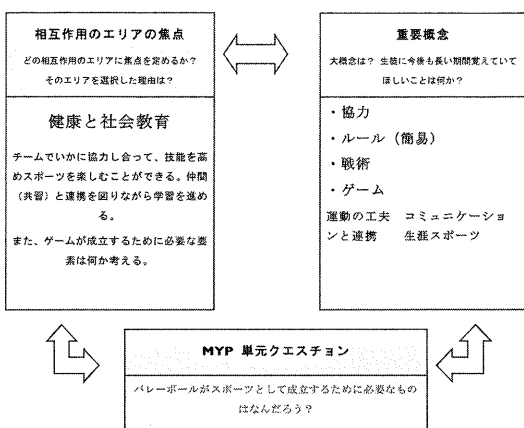 相互作用のエリアの焦点
どの相互作用のエリアに焦点を定めるか？
そのエリアを選択した理由は？
健康と社会教育
チームでいかに協力し合って、技能を高
めスポーツを楽しむことができる。仲間
（共習）と連携を図りながら学習を進め
る。
また、ゲームが成立するために必要な要
素は何か考える。
重要概念
大概念は？ 生徒に今後も長い期間覚えていて
ほしいことは何か？
・協力
・ルール（簡易）
・戦術
・ゲーム
運動の工夫 コミュニケーショ
ンと連携 生涯スポーツ
MYP 単元クエスチョン
バレーボールがスポーツとして成立するために必要なもの
はなんだろう？